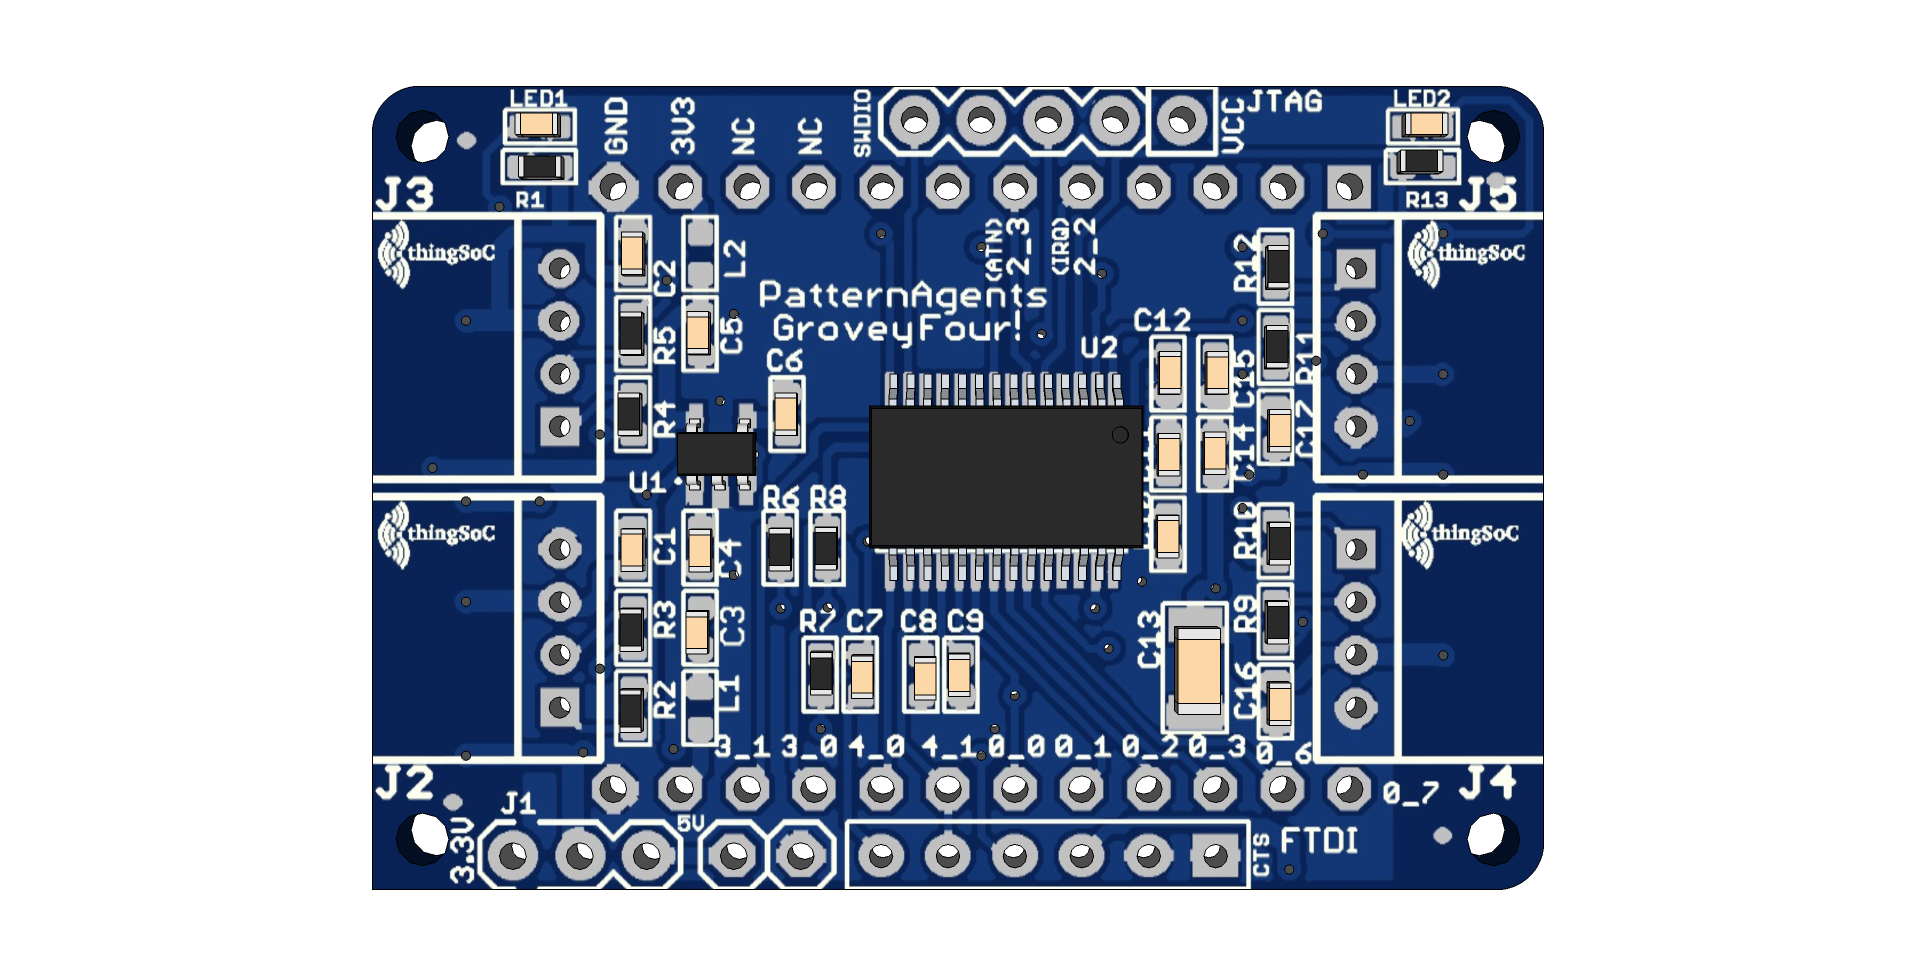 LED1
GND
3V3
NC
NC
SWDIO
VCC
JTAG
LED2
J3
R1
R13
J5
thingSoC
C2
L2
(ATN)
2_3
(IRQ)
2_2
R12
thingSoC
PatternAgents
GroveyFour!
R5
C5
C6
U2
C12
C15
R11
R4
C14
C17
U1
R6
R8
thingSoC
C1
C4
R10
thingSoC
R3
C3
R7
C7
C8
C9
C13
R9
R2
L1
C16
3_1
3_0
4_0
4_1
0_0
0_1
0_2
0_3
0_6
J2
J4
0_7
J1
3.3V
5V
CTS
FTDI